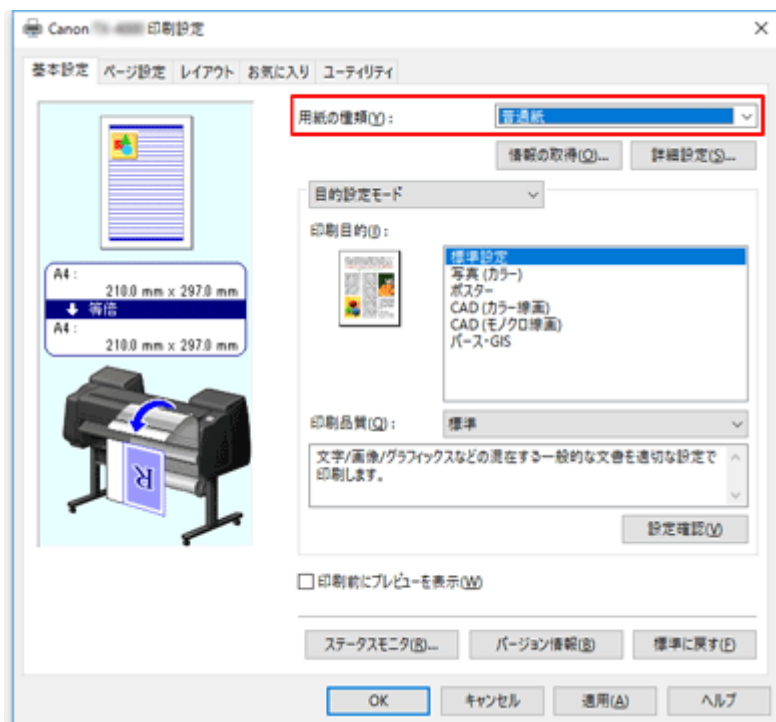 Canon 印刷設定
基本設定 ページ設定 レイアウト お気に入り ユーティリティ
用紙の種類(Y): 普通紙
情報の取得(O)... 詳細設定(S)...
目的設定モード
印刷目的(I):
標準設定
写真 (カラー)
ポスター
CAD (カラー線画)
CAD (モノクロ線画)
パース・GIS
A4 :
210.0 mm x 297.0 mm
等倍
A4 :
210.0 mm x 297.0 mm
R
印刷品質(Q): 標準
文字/画像/グラフィックスなどの混在する一般的な文書を適切な設定で
印刷します。
設定確認(V)
印刷前にプレビューを表示(W)
ステータスモニタ(R)... バージョン情報(B) 標準に戻す(F)
OK キャンセル 適用(A) ヘルプ